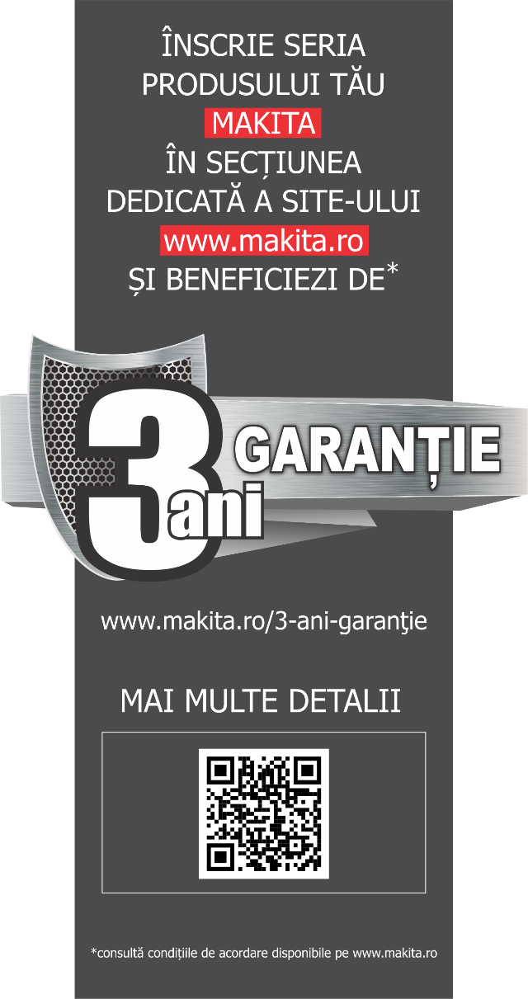 ÎNSCRIE SERIA
PRODUSULUI TĂU
MAKITA
ÎN SECȚIUNEA
DEDICATĂ A SITE-ULUI
www.makita.ro
ȘI BENEFICIEZI DE*
3 ani GARANȚIE
www.makita.ro/3-ani-garanţie
MAI MULTE DETALII
*consultă condițiile de acordare disponibile pe www.makita.ro